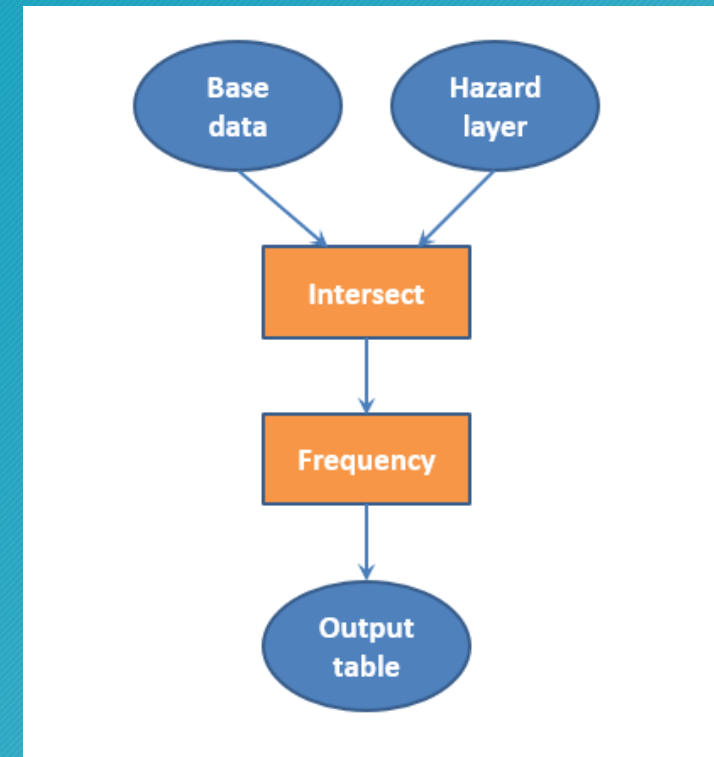 Base
data
Hazard
layer
Intersect
Frequency
Output
table